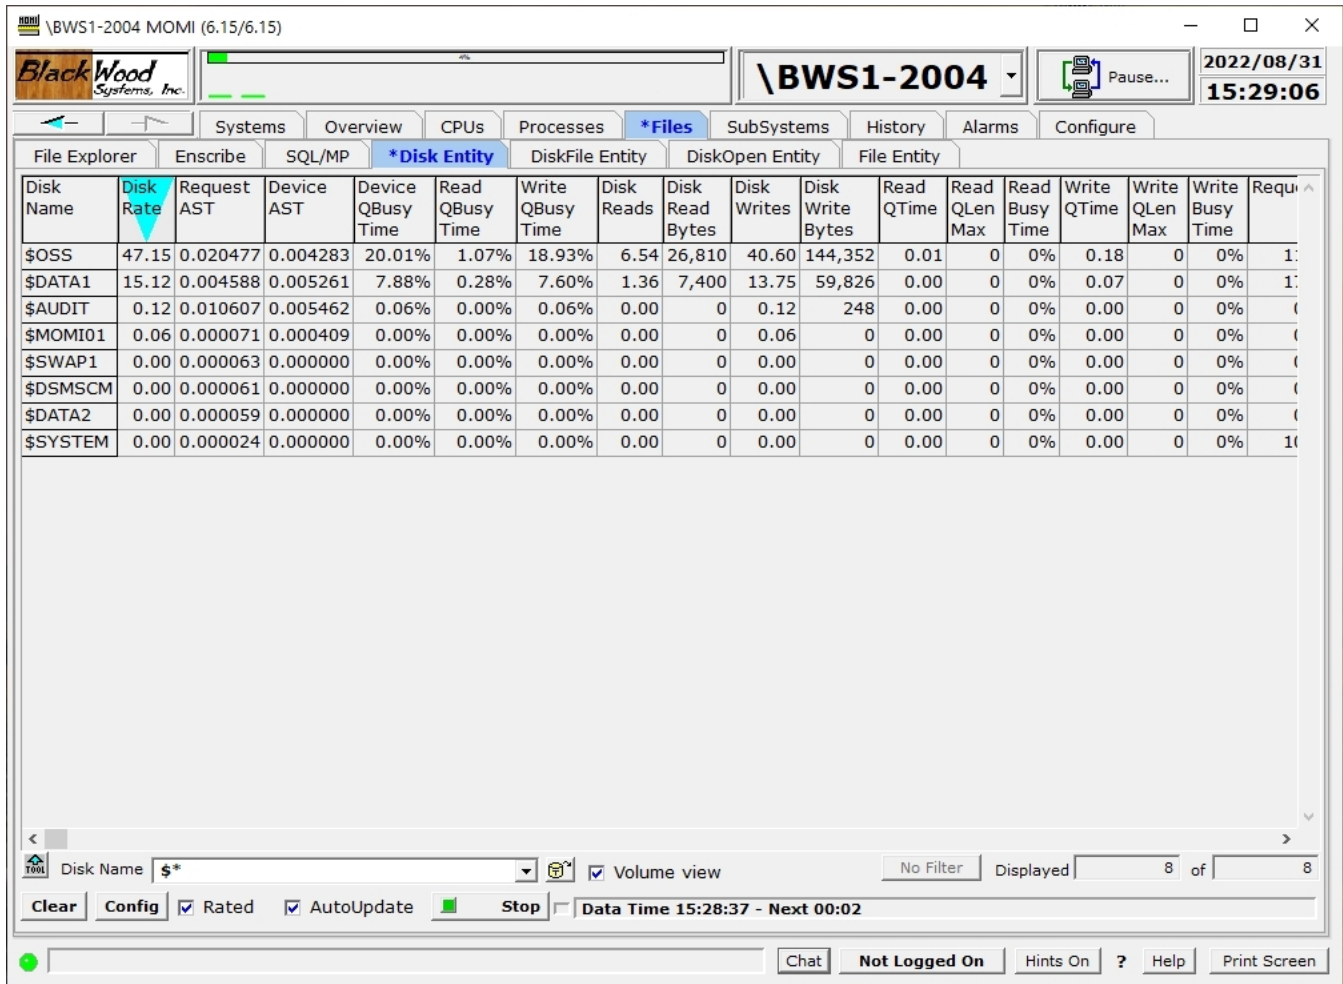 \BWS1-2004 MOMI (6.15/6.15)
BlackWood Systems, Inc.
\BWS1-2004
Pause...
2022/08/31
15:29:06
Systems Overview CPUs Processes *Files SubSystems History Alarms Configure
File Explorer Enscribe SQL/MP *Disk Entity DiskFile Entity DiskOpen Entity File Entity
Disk Name Disk Rate Request AST Device AST Device QBusy Time Read QBusy Time Write QBusy Time Disk Reads Disk Read Bytes Disk Writes Disk Write Bytes Read QTime Read QLen Max Read Busy Time Write QTime Write QLen Max Write Busy Time Requ
$OSS 47.15 0.020477 0.004283 20.01% 1.07% 18.93% 6.54 26,810 40.60 144,352 0.01 0 0% 0.18 0 0% 1
$DATA1 15.12 0.004588 0.005261 7.88% 0.28% 7.60% 1.36 7,400 13.75 59,826 0.00 0 0% 0.07 0 0% 1
$AUDIT 0.12 0.010607 0.005462 0.06% 0.00% 0.06% 0.00 0 0.12 248 0.00 0 0% 0.00 0 0%
$MOMI01 0.06 0.000071 0.000409 0.00% 0.00% 0.00% 0.00 0 0.06 0 0.00 0 0% 0.00 0 0%
$SWAP1 0.00 0.000063 0.000000 0.00% 0.00% 0.00% 0.00 0 0.00 0 0.00 0 0% 0.00 0 0%
$DSMSCM 0.00 0.000061 0.000000 0.00% 0.00% 0.00% 0.00 0 0.00 0 0.00 0 0% 0.00 0 0%
$DATA2 0.00 0.000059 0.000000 0.00% 0.00% 0.00% 0.00 0 0.00 0 0.00 0 0% 0.00 0 0%
$SYSTEM 0.00 0.000024 0.000000 0.00% 0.00% 0.00% 0.00 0 0.00 0 0.00 0 0% 0.00 0 0% 1
TOOL Disk Name $* Volume view No Filter Displayed 8 of 8
Clear Config Rated AutoUpdate Stop Data Time 15:28:37 - Next 00:02
Chat Not Logged On Hints On ? Help Print Screen